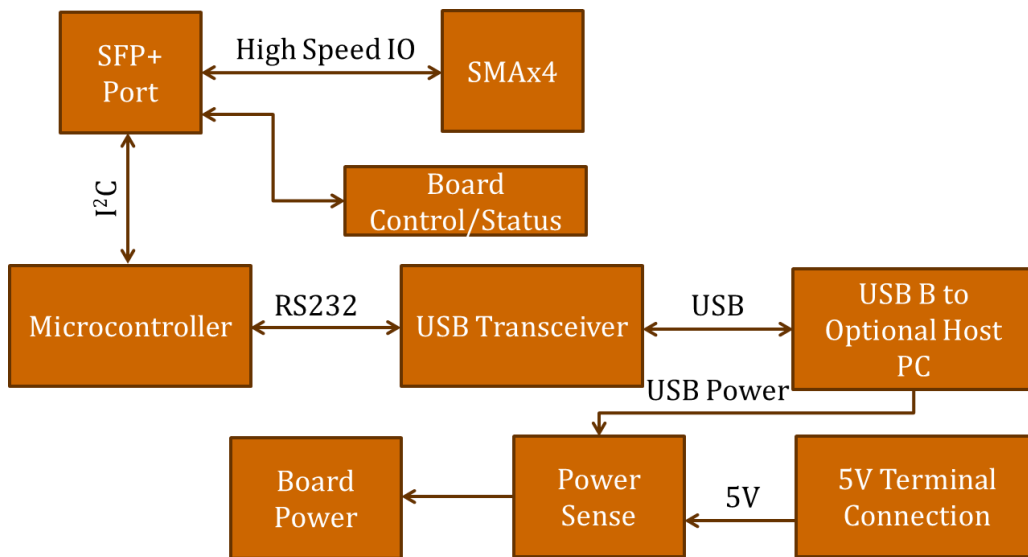 SFP+
Port
High Speed IO
SMAx4
I²C
Board
Control/Status
Microcontroller
RS232
USB Transceiver
USB
USB B to
Optional Host
PC
USB Power
Board
Power
Power
Sense
5V
5V Terminal
Connection